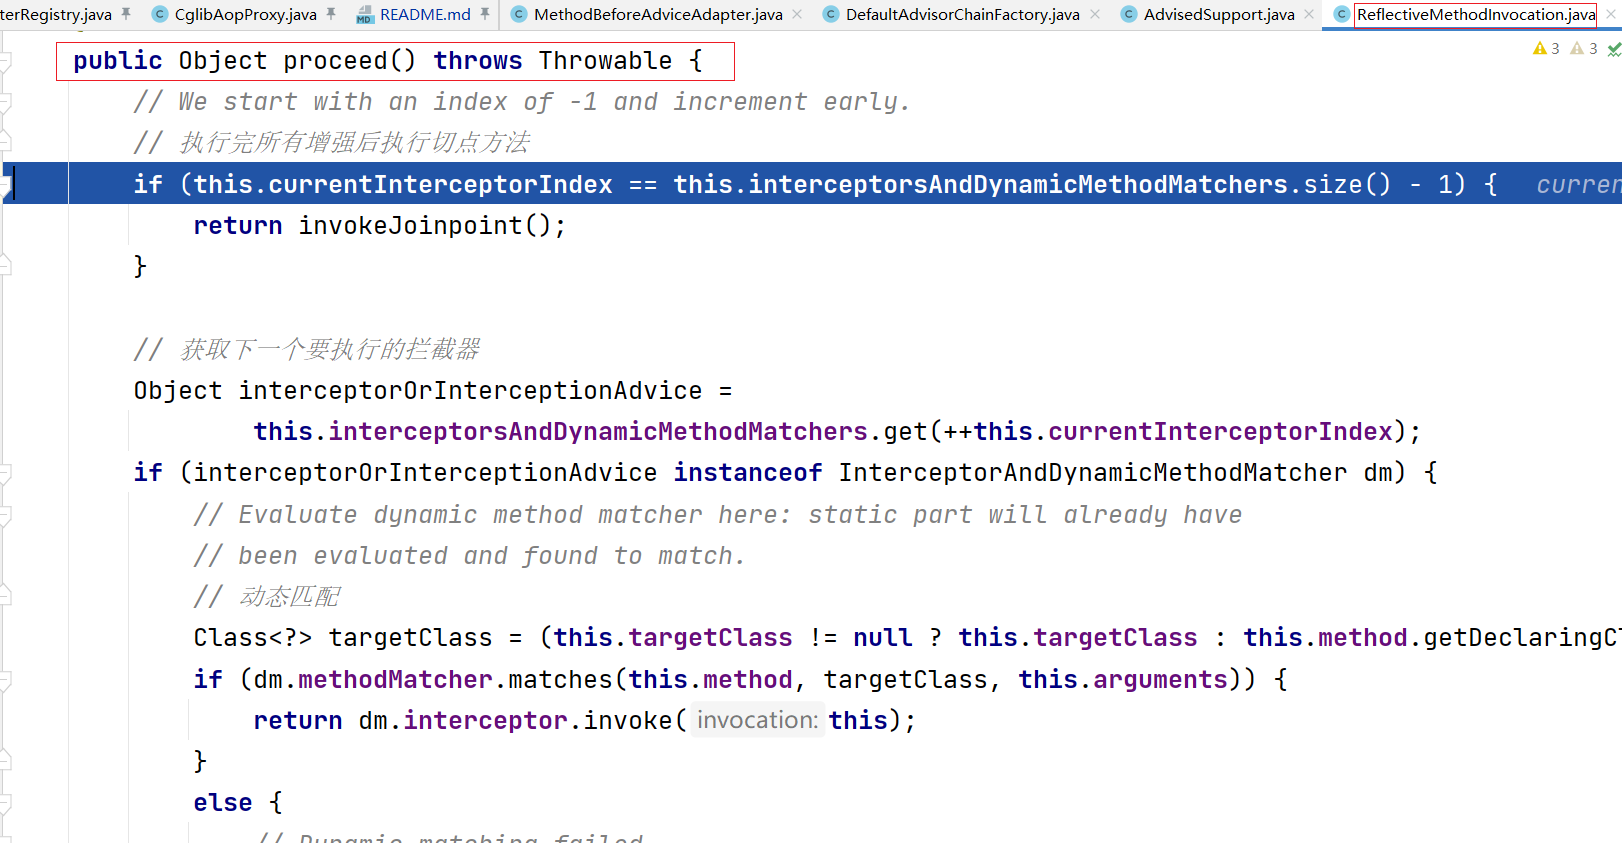 terRegistry.java CglibAopProxy.java README.md MethodBeforeAdviceAdapter.java DefaultAdvisorChainFactory.java AdvisedSupport.java ReflectiveMethodInvocation.java
3 3
public Object proceed() throws Throwable {
// We start with an index of -1 and increment early.
// 执行完所有增强后执行切点方法
if (this.currentInterceptorIndex == this.interceptorsAndDynamicMethodMatchers.size() - 1) { curren
return invokeJoinpoint();
}
// 获取下一个要执行的拦截器
Object interceptorOrInterceptionAdvice =
this.interceptorsAndDynamicMethodMatchers.get(++this.currentInterceptorIndex);
if (interceptorOrInterceptionAdvice instanceof InterceptorAndDynamicMethodMatcher dm) {
// Evaluate dynamic method matcher here: static part will already have
// been evaluated and found to match.
// 动态匹配
Class<?> targetClass = (this.targetClass != null ? this.targetClass : this.method.getDeclaringCl
if (dm.methodMatcher.matches(this.method, targetClass, this.arguments)) {
return dm.interceptor.invoke( invocation: this);
}
else {
// Dynamic matching failed.